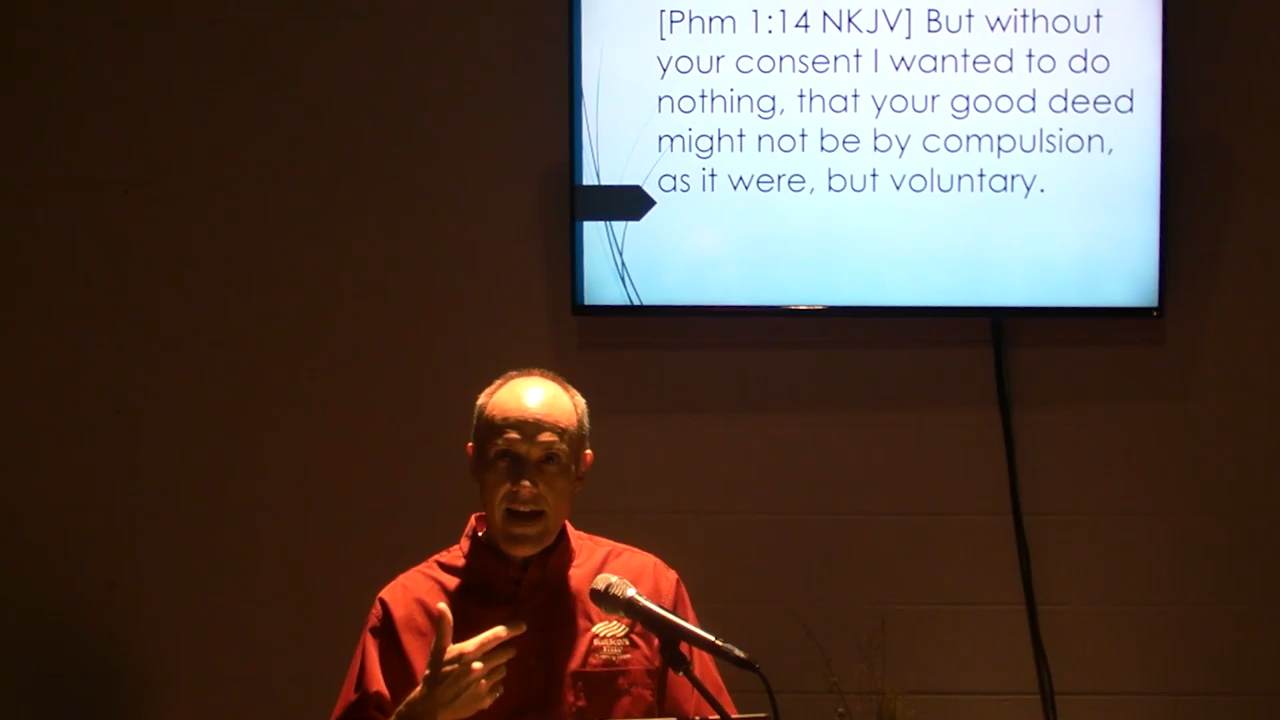 [Phm 1:14 NKJV] But without
your consent I wanted to do
nothing, that your good deed
might not be by compulsion,
as it were, but voluntary.